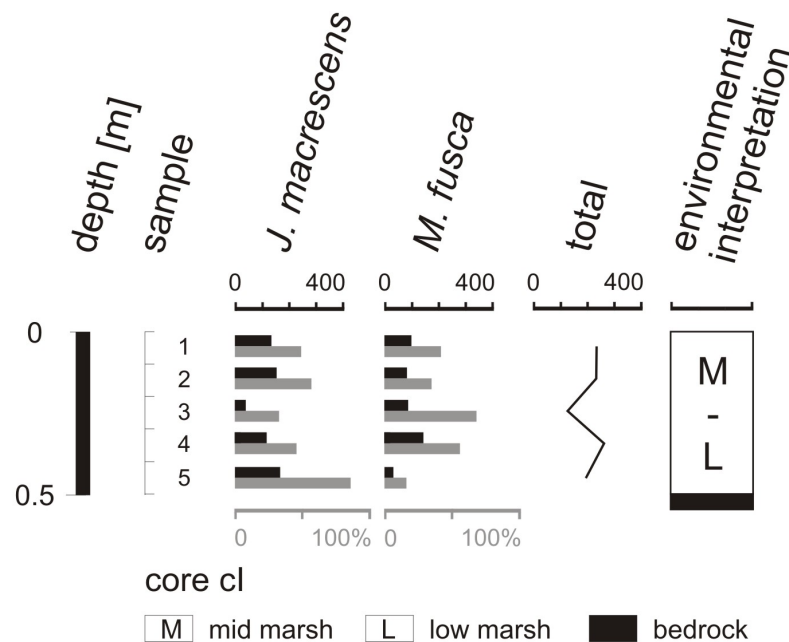 depth [m]
sample
J. macrescens
M. fusca
total
environmental
interpretation
0 400
0 400
0 400
0
0.5
1
2
3
4
5
M
-
L
0 100%
0 100%
core cl
M mid marsh L low marsh bedrock